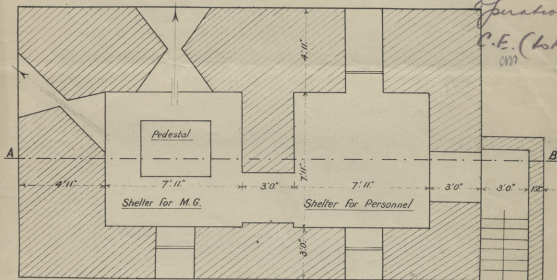 Operation
C.E. (
4'.11"
Pedestal
A
B
7'.11"
4'.11"
7'.11"
3'.0"
7'.11"
3'.0"
3'.0"
Shelter for M.G.
Shelter for Personnel
3'.0"